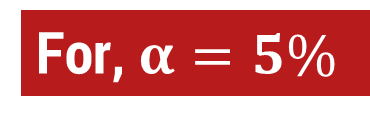 For, α = 5%